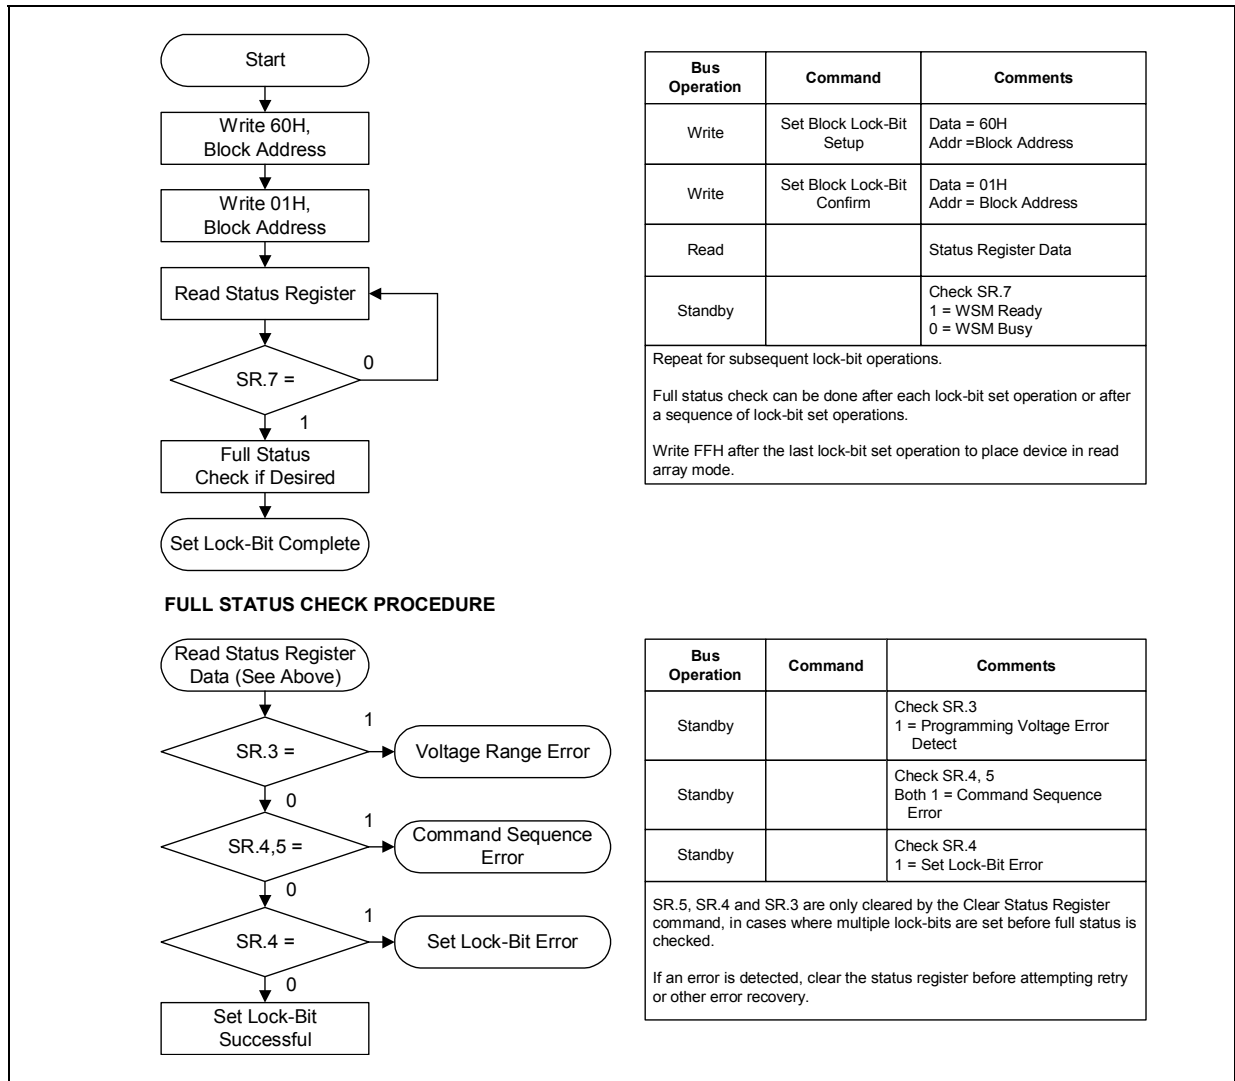 Start
Write 60H,
Block Address
Write 01H,
Block Address
Read Status Register
SR.7 =
0
1
Full Status
Check if Desired
Set Lock-Bit Complete
Bus
Operation
Command
Comments
Write
Set Block Lock-Bit
Setup
Data = 60H
Addr =Block Address
Write
Set Block Lock-Bit
Confirm
Data = 01H
Addr = Block Address
Read
Status Register Data
Standby
Check SR.7
1 = WSM Ready
0 = WSM Busy
Repeat for subsequent lock-bit operations.
Full status check can be done after each lock-bit set operation or after
a sequence of lock-bit set operations.
Write FFH after the last lock-bit set operation to place device in read
array mode.
FULL STATUS CHECK PROCEDURE
Read Status Register
Data (See Above)
SR.3 =
1
Voltage Range Error
0
SR.4,5 =
1
Command Sequence
Error
0
SR.4 =
1
Set Lock-Bit Error
0
Set Lock-Bit
Successful
Bus
Operation
Command
Comments
Standby
Check SR.3
1 = Programming Voltage Error
Detect
Standby
Check SR.4, 5
Both 1 = Command Sequence
Error
Standby
Check SR.4
1 = Set Lock-Bit Error
SR.5, SR.4 and SR.3 are only cleared by the Clear Status Register
command, in cases where multiple lock-bits are set before full status is
checked.
If an error is detected, clear the status register before attempting retry
or other error recovery.